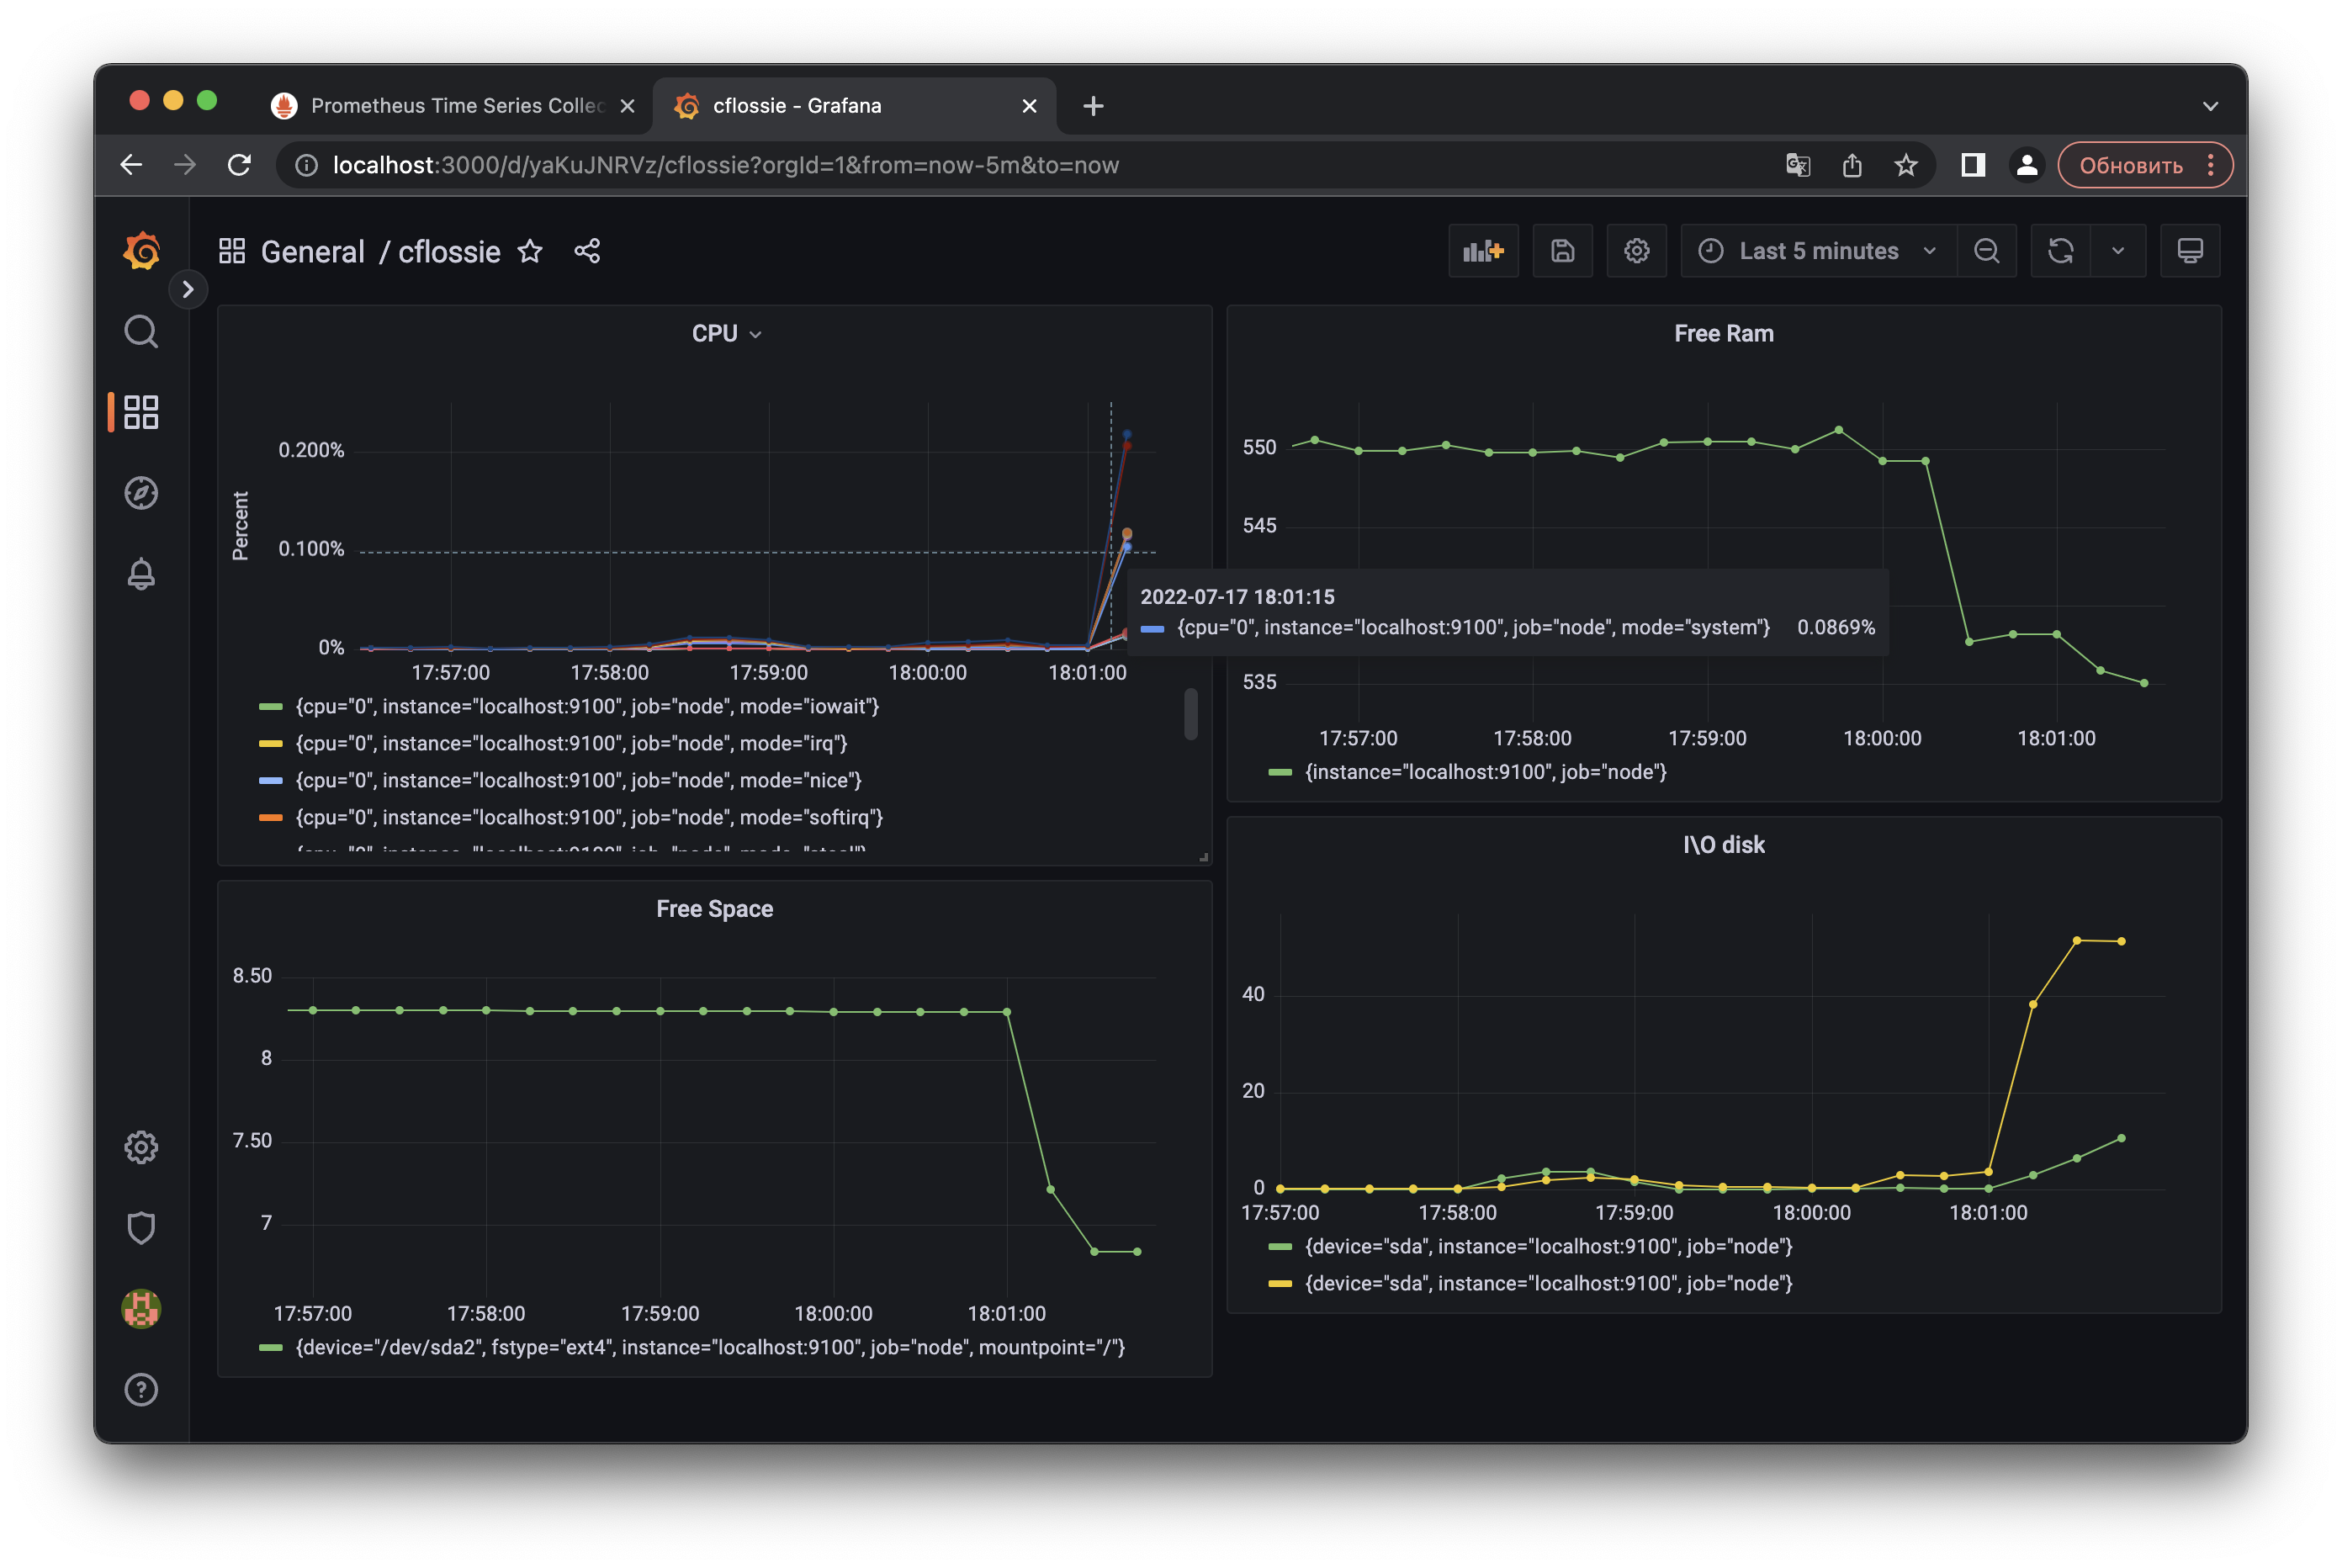 Prometheus Time Series Collec
cflossie - Grafana
localhost:3000/d/yaKuJNRVz/cflossie?orgId=1&from=now-5m&to=now
Обновить
General / cflossie
Last 5 minutes
CPU
Percent
0.200%
0.100%
0%
17:57:00 17:58:00 17:59:00 18:00:00 18:01:00
{cpu="0", instance="localhost:9100", job="node", mode="iowait"}
{cpu="0", instance="localhost:9100", job="node", mode="irq"}
{cpu="0", instance="localhost:9100", job="node", mode="nice"}
{cpu="0", instance="localhost:9100", job="node", mode="softirq"}
{cpu="0", instance="localhost:9100", job="node", mode="steal"}
2022-07-17 18:01:15
{cpu="0", instance="localhost:9100", job="node", mode="system"} 0.0869%
Free Ram
550
545
535
17:57:00 17:58:00 17:59:00 18:00:00 18:01:00
{instance="localhost:9100", job="node"}
Free Space
8.50
8
7.50
7
17:57:00 17:58:00 17:59:00 18:00:00 18:01:00
{device="/dev/sda2", fstype="ext4", instance="localhost:9100", job="node", mountpoint="/"}
I\O disk
40
20
0
17:57:00 17:58:00 17:59:00 18:00:00 18:01:00
{device="sda", instance="localhost:9100", job="node"}
{device="sda", instance="localhost:9100", job="node"}